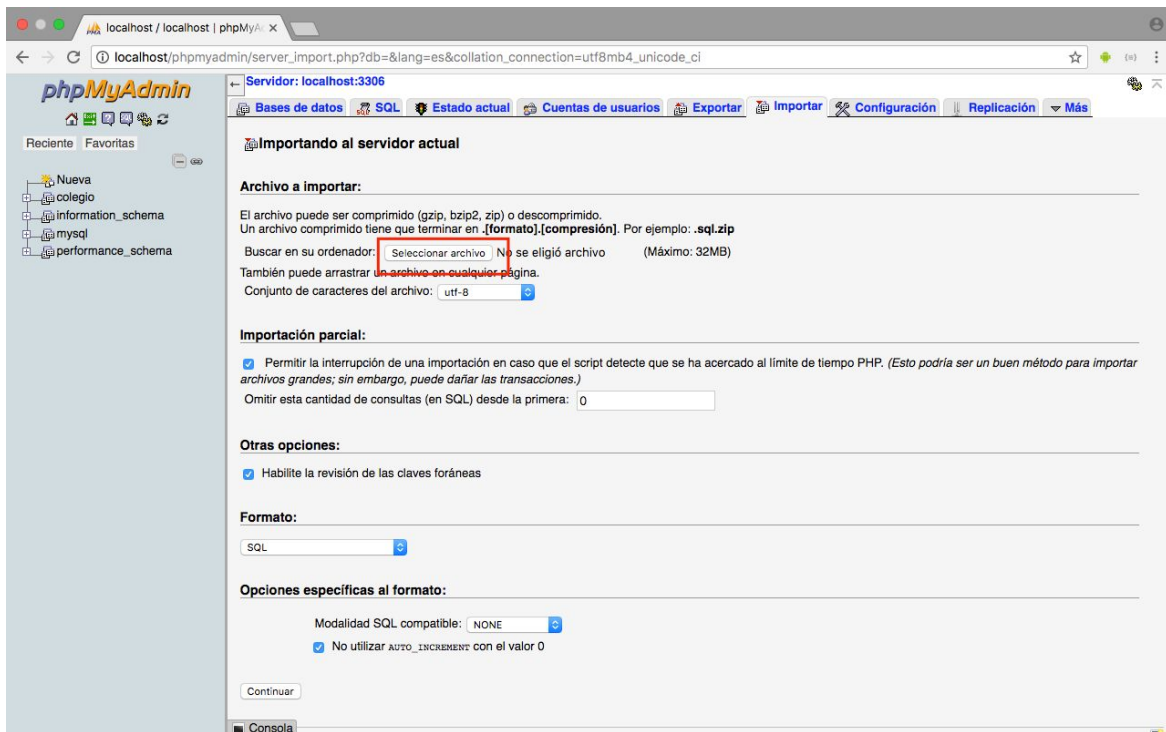 localhost / localhost | phpMyA
localhost/phpmyadmin/server_import.php?db=&lang=es&collation_connection=utf8mb4_unicode_ci
phpMyAdmin
Reciente Favoritas
Nueva
colegio
information_schema
mysql
performance_schema
Servidor: localhost:3306
Bases de datos SQL Estado actual Cuentas de usuarios Exportar Importar Configuración Replicación Más
Importando al servidor actual
Archivo a importar:
El archivo puede ser comprimido (gzip, bzip2, zip) o descomprimido.
Un archivo comprimido tiene que terminar en .[formato].[compresión]. Por ejemplo: .sql.zip
Buscar en su ordenador: Seleccionar archivo No se eligió archivo (Máximo: 32MB)
También puede arrastrar un archivo en cualquier página.
Conjunto de caracteres del archivo: utf-8
Importación parcial:
Permitir la interrupción de una importación en caso que el script detecte que se ha acercado al límite de tiempo PHP. (Esto podría ser un buen método para importar
archivos grandes; sin embargo, puede dañar las transacciones.)
Omitir esta cantidad de consultas (en SQL) desde la primera: 0
Otras opciones:
Habilite la revisión de las claves foráneas
Formato:
SQL
Opciones específicas al formato:
Modalidad SQL compatible: NONE
No utilizar AUTO_INCREMENT con el valor 0
Continuar
Consola